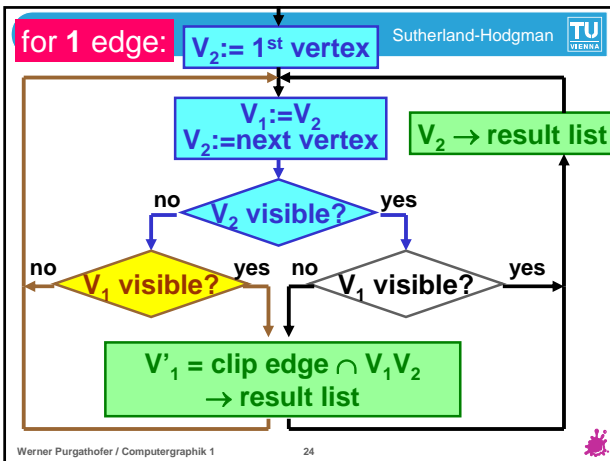 for 1 edge:
Sutherland-Hodgman
TU
WIEN
V₂:= 1ˢᵗ vertex
V₁:=V₂
V₂:=next vertex
V₂ → result list
no
yes
V₂ visible?
no
yes
no
yes
V₁ visible?
V₁ visible?
V'₁ = clip edge ∩ V₁V₂
→ result list
Werner Purgathofer / Computergraphik 1
24